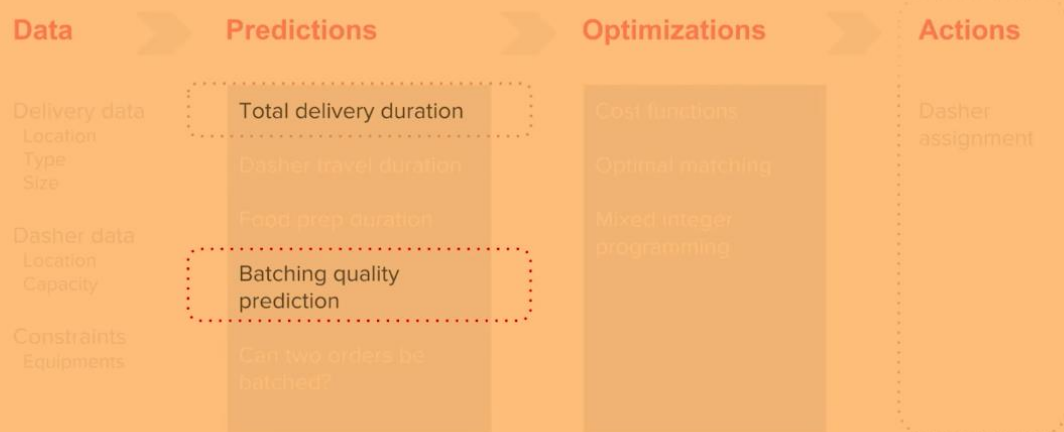 Data
Predictions
Optimizations
Actions
Delivery data
Location
Type
Size
Dasher data
Location
Capacity
Constraints
Equipments
Total delivery duration
Dasher travel duration
Food prep duration
Batching quality
prediction
Can two orders be
batched?
Cost functions
Optimal matching
Mixed integer
programming
Dasher
assignment